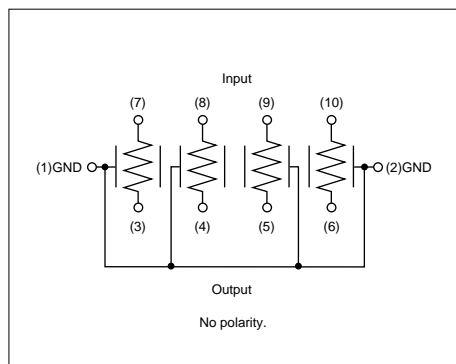 Input
(7) (8) (9) (10)
(1)GND (2)GND
(3) (4) (5) (6)
Output
No polarity.